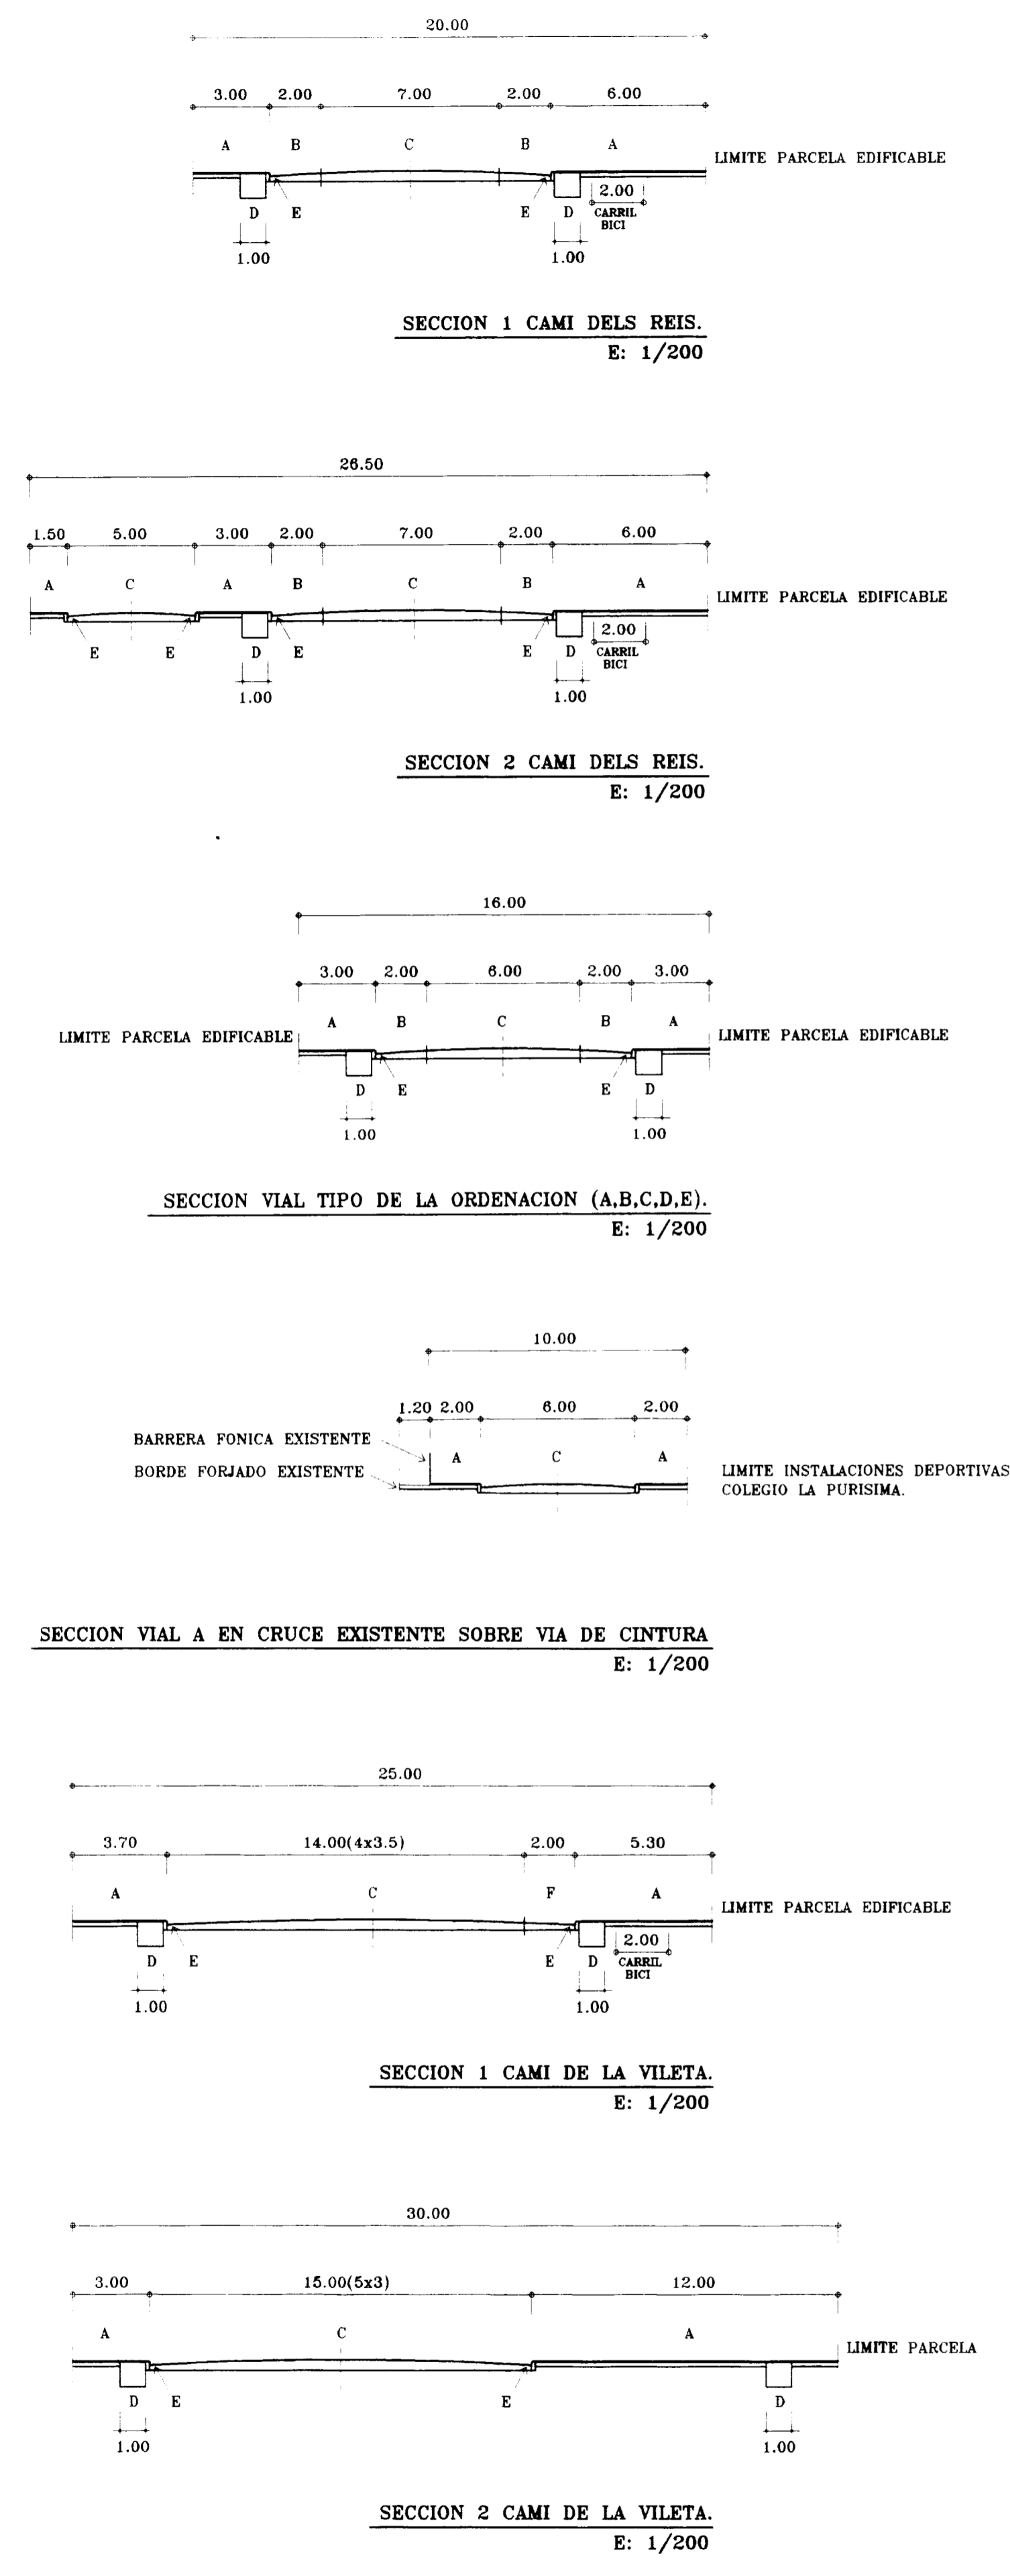 20.00
3.00 2.00 7.00 2.00 6.00
A B C B A
LIMITE PARCELA EDIFICABLE
2.00
D E E D CARRIL
BICI
1.00 1.00
SECCION 1 CAMI DELS REIS.
E: 1/200
26.50
1.50 5.00 3.00 2.00 7.00 2.00 6.00
A C A B C B A
LIMITE PARCELA EDIFICABLE
2.00
E E D E E D CARRIL
BICI
1.00 1.00
SECCION 2 CAMI DELS REIS.
E: 1/200
16.00
3.00 2.00 6.00 2.00 3.00
A B C B A
LIMITE PARCELA EDIFICABLE LIMITE PARCELA EDIFICABLE
D E E D
1.00 1.00
SECCION VIAL TIPO DE LA ORDENACION (A,B,C,D,E).
E: 1/200
10.00
1.20 2.00 6.00 2.00
BARRERA FONICA EXISTENTE
A C A
BORDE FORJADO EXISTENTE
LIMITE INSTALACIONES DEPORTIVAS
COLEGIO LA PURISIMA.
SECCION VIAL A EN CRUCE EXISTENTE SOBRE VIA DE CINTURA
E: 1/200
25.00
3.70 14.00(4x3.5) 2.00 5.30
A C F A
LIMITE PARCELA EDIFICABLE
2.00
D E E D CARRIL
BICI
1.00 1.00
SECCION 1 CAMI DE LA VILETA.
E: 1/200
30.00
3.00 15.00(5x3) 12.00
A C A
LIMITE PARCELA
D E E D
1.00 1.00
SECCION 2 CAMI DE LA VILETA.
E: 1/200